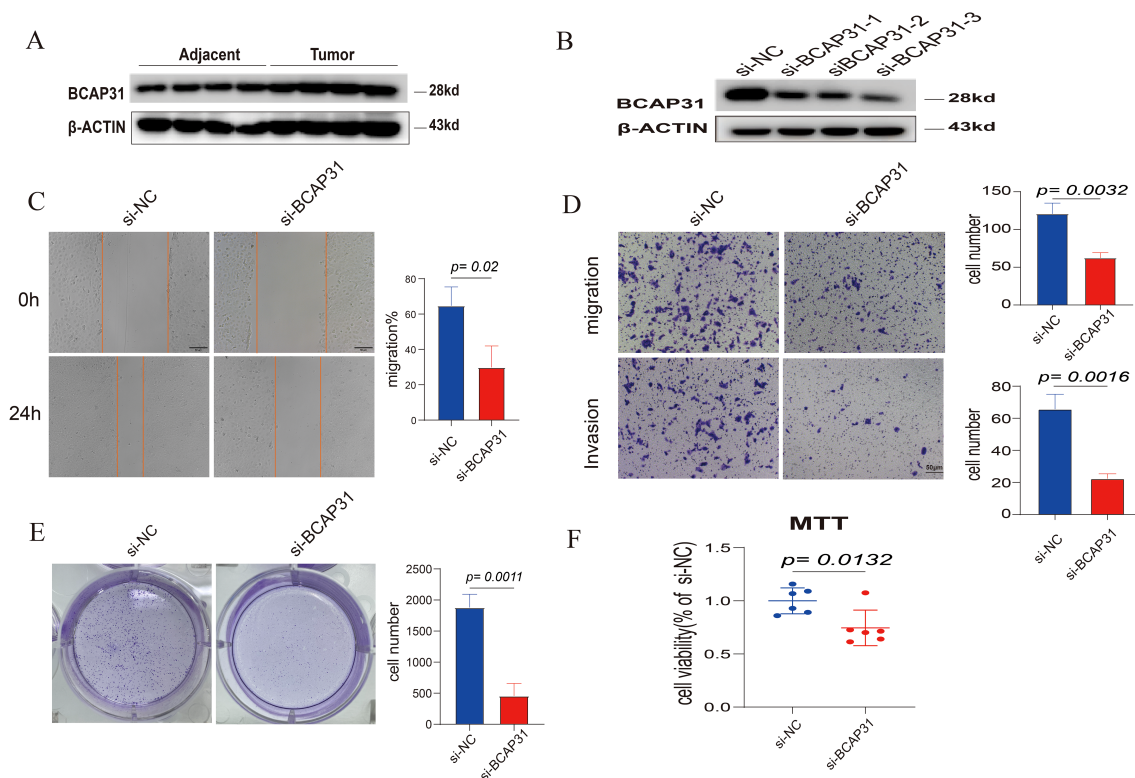 A
Adjacent Tumor
BCAP31 28kd
β-ACTIN 43kd
B
si-NC si-BCAP31-1 siBCAP31-2 si-BCAP31-3
BCAP31 28kd
β-ACTIN 43kd
C
si-NC si-BCAP31
0h
24h
p= 0.02
migration%
80
60
40
20
0
si-NC si-BCAP31
D
si-NC si-BCAP31
migration
Invasion
50μm
p= 0.0032
cell number
150
100
50
0
si-NC si-BCAP31
p= 0.0016
cell number
80
60
40
20
0
si-NC si-BCAP31
E
si-NC si-BCAP31
p= 0.0011
cell number
2500
2000
1500
1000
500
0
si-NC si-BCAP31
F
MTT
p= 0.0132
cell viability(% of si-NC)
1.5
1.0
0.5
0.0
si-NC si-BCAP31